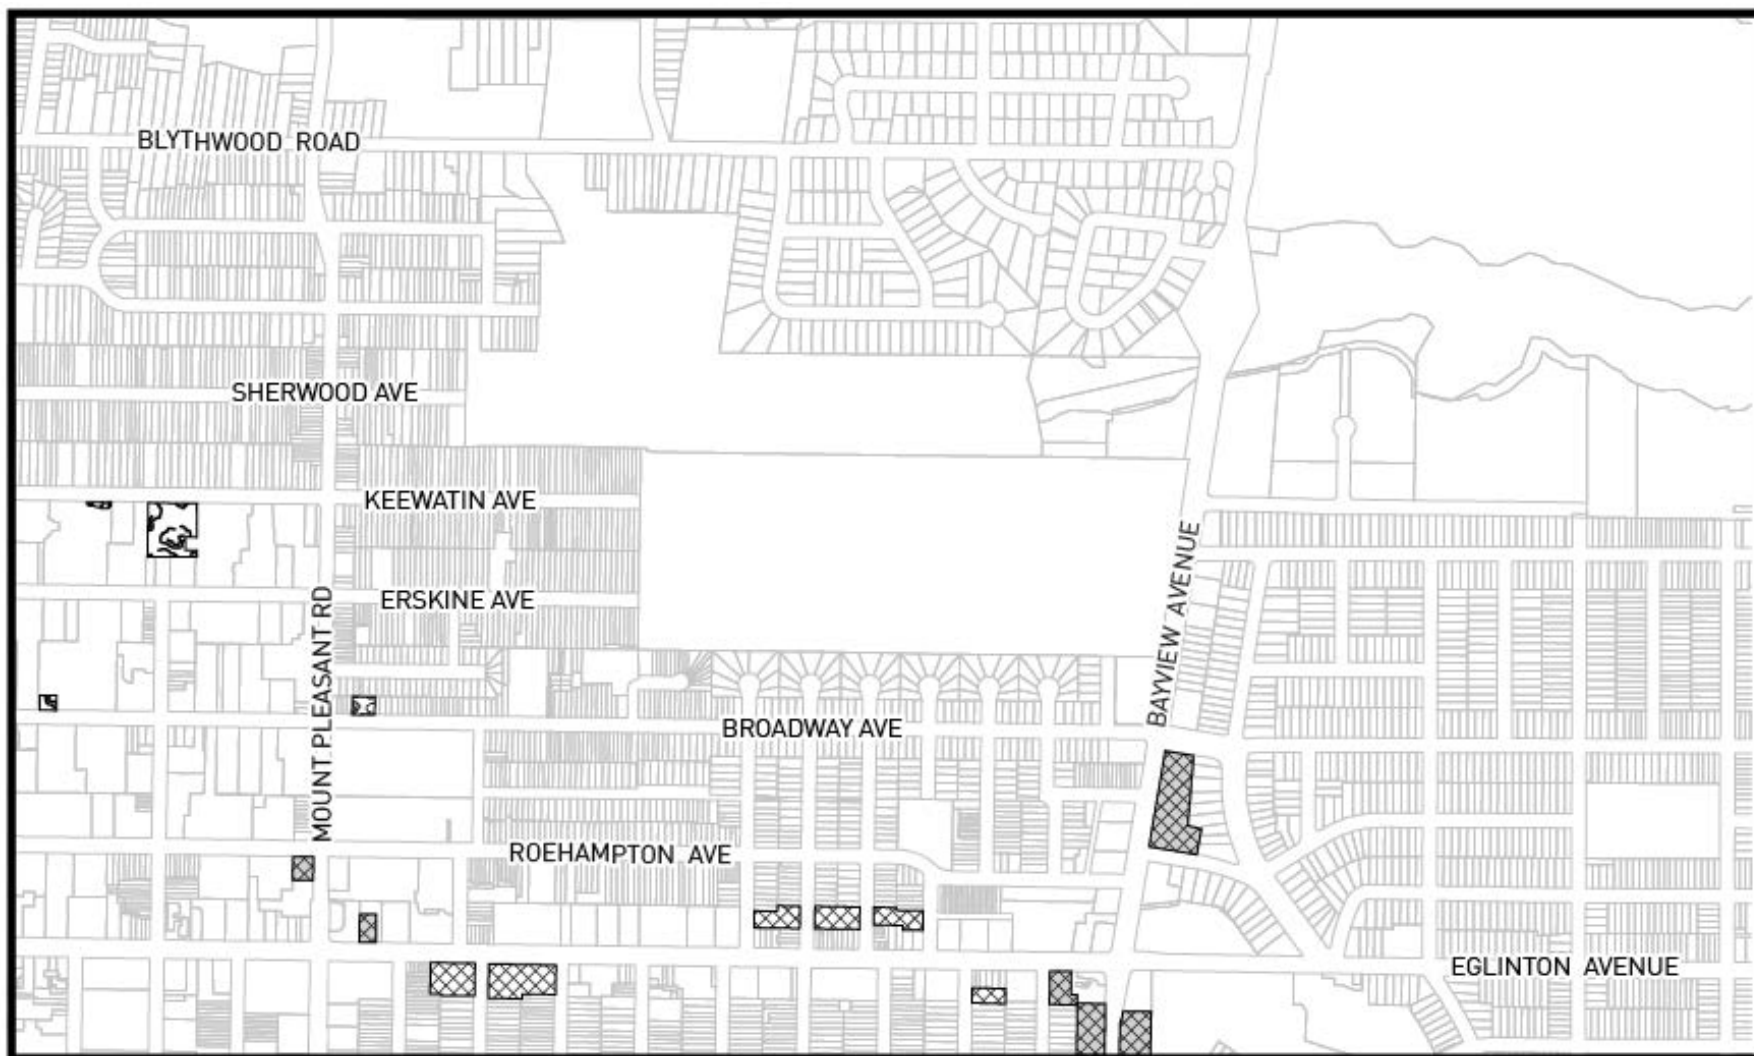 BLYTHWOOD ROAD
SHERWOOD AVE
KEEWATIN AVE
ERSKINE AVE
MOUNT PLEASANT RD
BAYVIEW AVENUE
BROADWAY AVE
ROEHAMPTON AVE
EGLINTON AVENUE